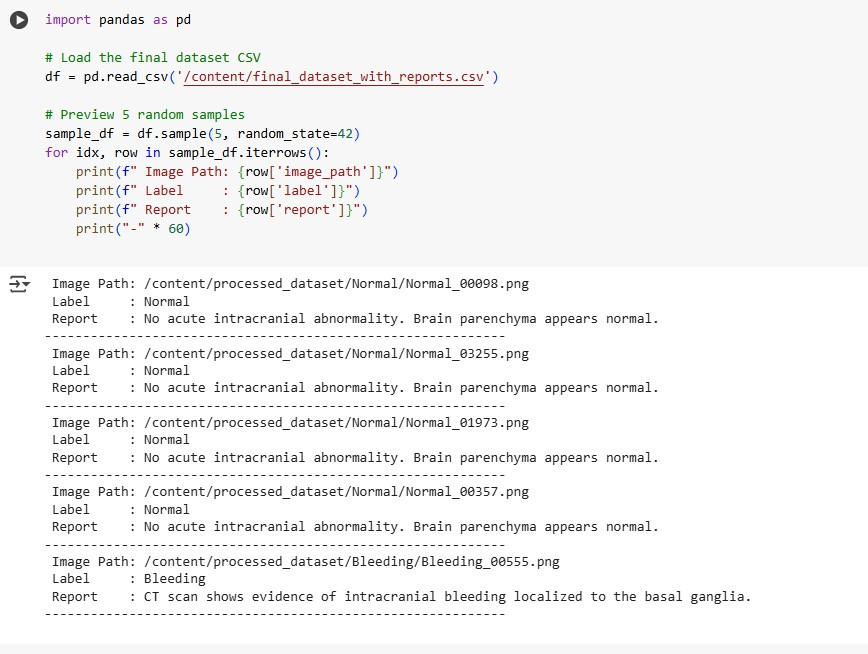 import pandas as pd
# Load the final dataset CSV
df = pd.read_csv('/content/final_dataset_with_reports.csv')
# Preview 5 random samples
sample_df = df.sample(5, random_state=42)
for idx, row in sample_df.iterrows():
    print(f" Image Path: {row['image_path']}")
    print(f" Label     : {row['label']}")
    print(f" Report    : {row['report']}")
    print("-" * 60)
Image Path: /content/processed_dataset/Normal/Normal_00098.png
Label     : Normal
Report    : No acute intracranial abnormality. Brain parenchyma appears normal.
------------------------------------------------------------
Image Path: /content/processed_dataset/Normal/Normal_03255.png
Label     : Normal
Report    : No acute intracranial abnormality. Brain parenchyma appears normal.
------------------------------------------------------------
Image Path: /content/processed_dataset/Normal/Normal_01973.png
Label     : Normal
Report    : No acute intracranial abnormality. Brain parenchyma appears normal.
------------------------------------------------------------
Image Path: /content/processed_dataset/Normal/Normal_00357.png
Label     : Normal
Report    : No acute intracranial abnormality. Brain parenchyma appears normal.
------------------------------------------------------------
Image Path: /content/processed_dataset/Bleeding/Bleeding_00555.png
Label     : Bleeding
Report    : CT scan shows evidence of intracranial bleeding localized to the basal ganglia.
------------------------------------------------------------